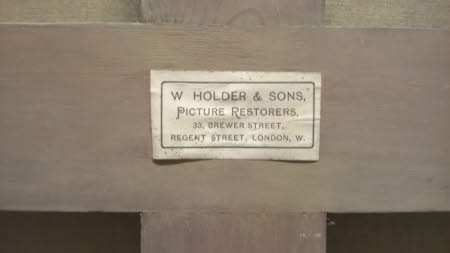 W HOLDER & SONS,
PICTURE RESTORERS,
33, BREWER STREET,
REGENT STREET, LONDON, W.